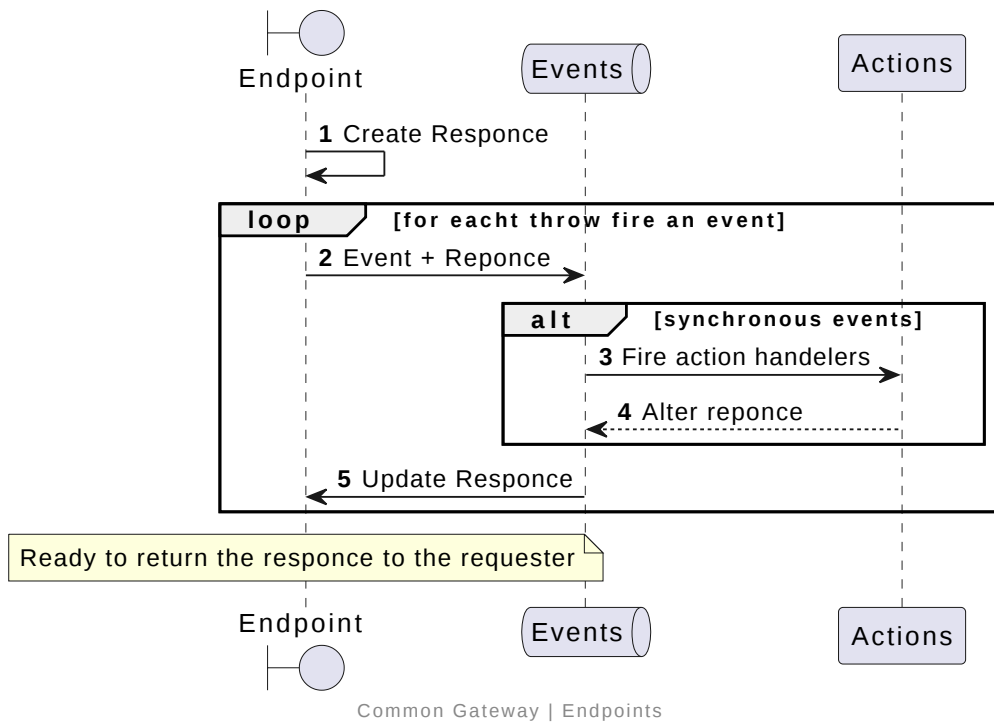 Endpoint
Events
Actions
1 Create Responce
loop [for eacht throw fire an event]
2 Event + Reponce
alt [synchronous events]
3 Fire action handelers
4 Alter reponce
5 Update Responce
Ready to return the responce to the requester
Endpoint
Events
Actions
Common Gateway | Endpoints